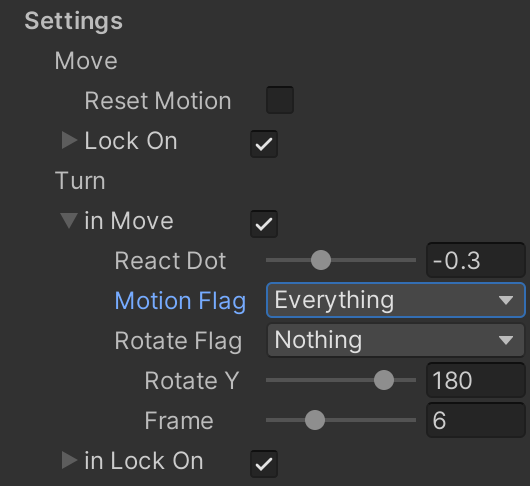 Settings
Move
Reset Motion
Lock On
Turn
in Move
React Dot -0.3
Motion Flag Everything
Rotate Flag Nothing
Rotate Y 180
Frame 6
in Lock On